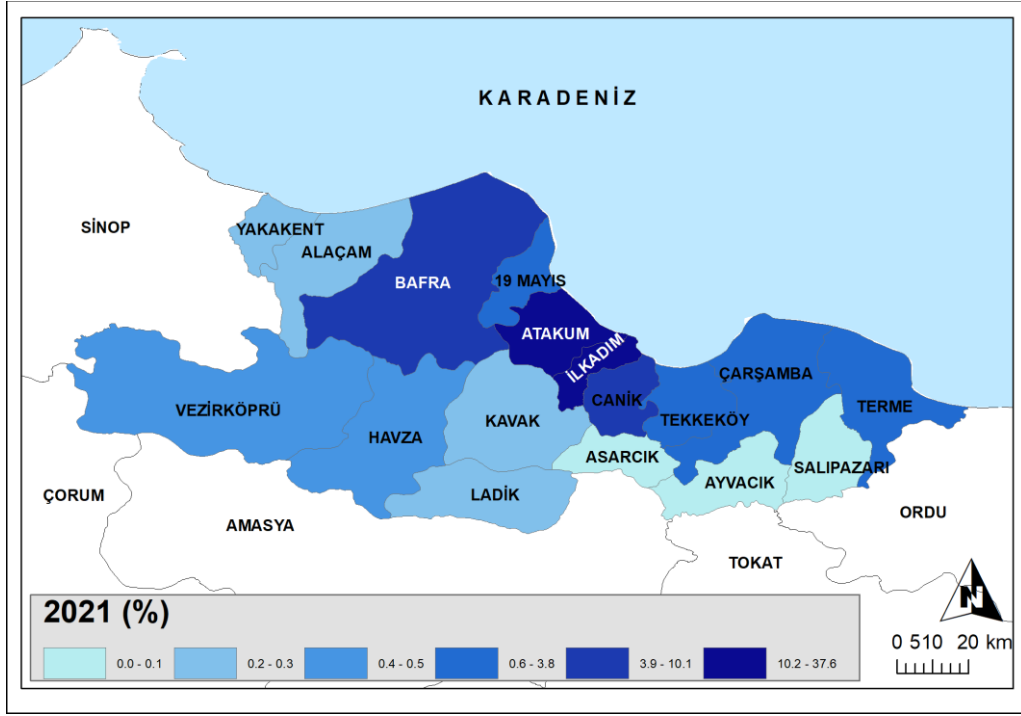 KARADENİZ
SİNOP
YAKAKENT
ALAÇAM
BAFRA
19 MAYIS
ATAKUM
İLKADIM
CANİK
ÇARŞAMBA
TERME
VEZİRKÖPRÜ
HAVZA
KAVAK
TEKKEKÖY
ASARCIK
SALIPAZARI
AYVACIK
LADİK
ÇORUM
AMASYA
ORDU
TOKAT
2021 (%)
0.0 - 0.1
0.2 - 0.3
0.4 - 0.5
0.6 - 3.8
3.9 - 10.1
10.2 - 37.6
N
0 510 20 km